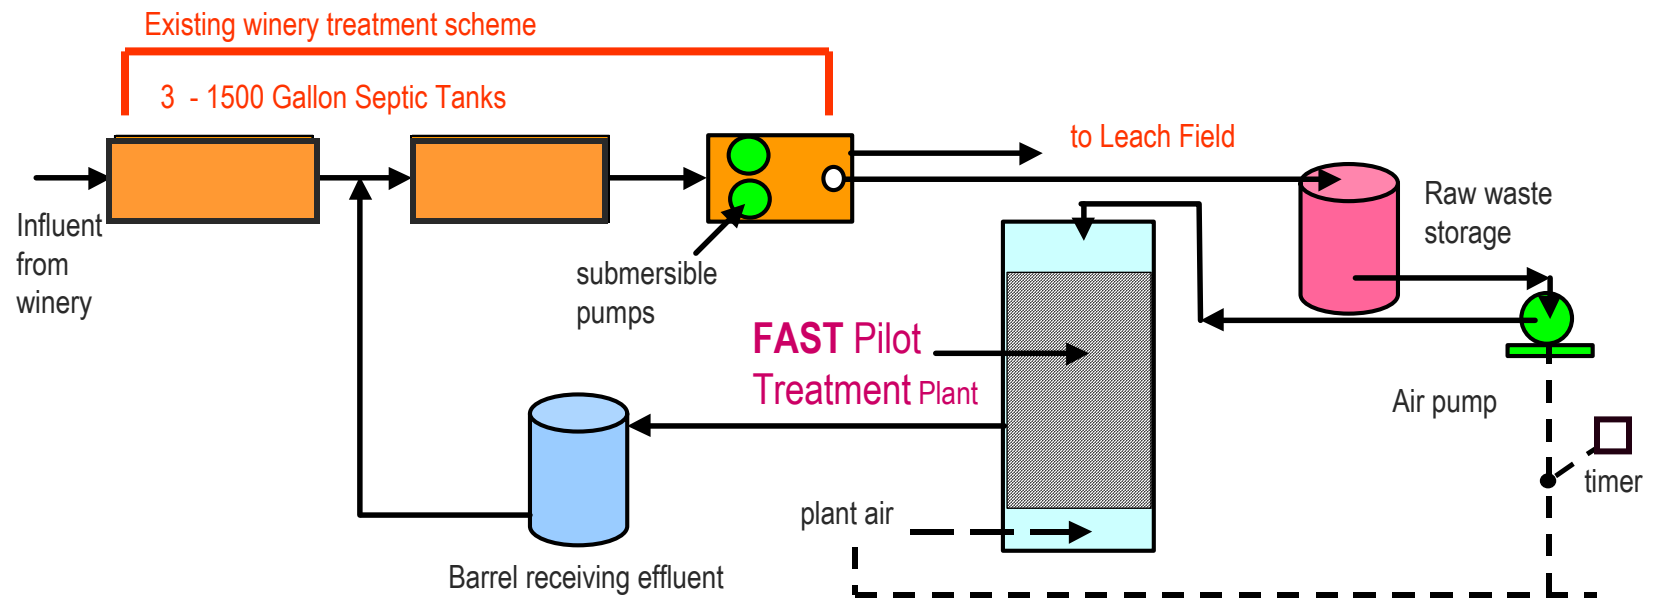 Existing winery treatment scheme
3 - 1500 Gallon Septic Tanks
to Leach Field
Influent
from
winery
submersible
pumps
Raw waste
storage
FAST Pilot
Treatment Plant
Air pump
timer
plant air
Barrel receiving effluent